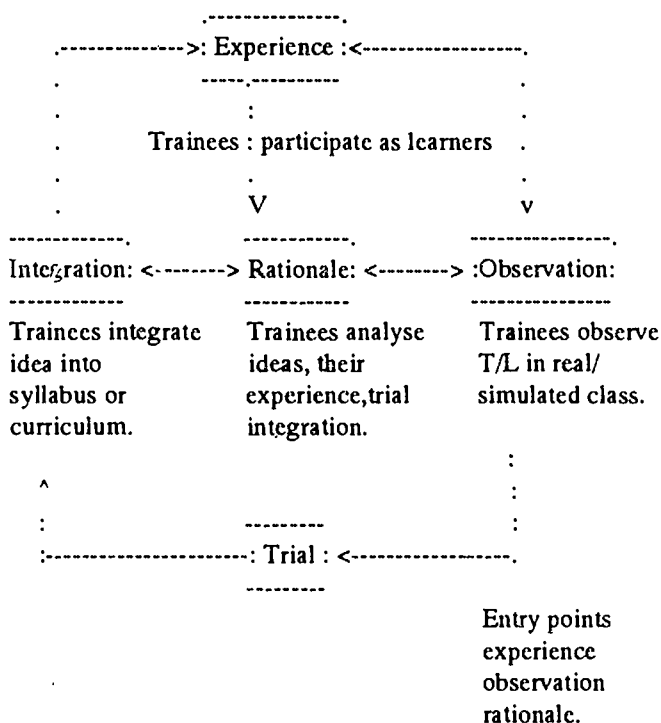 Experience
Trainees : participate as learners
V v
Integration: <--------> Rationale: <--------> :Observation:
Trainees integrate Trainees analyse Trainees observe
idea into ideas, their T/L in real/
syllabus or experience,trial simulated class.
curriculum. integration.
: Trial :
Entry points
experience
observation
rationale.